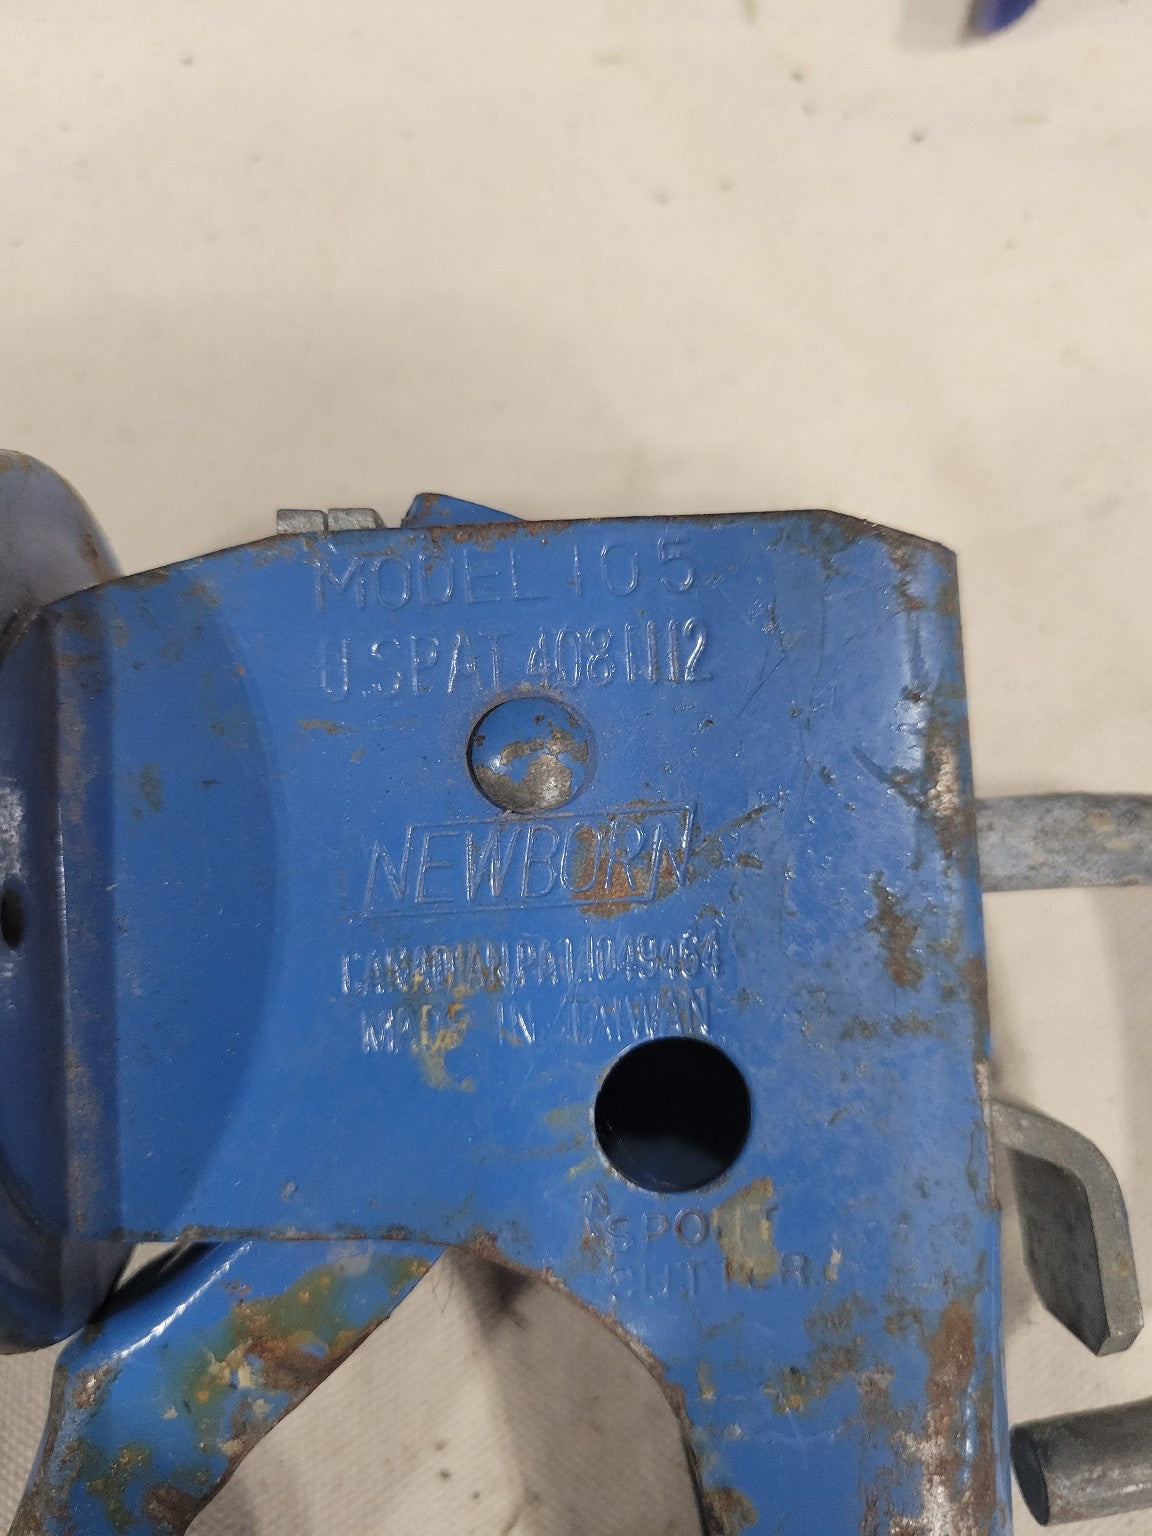 MODEL 105
U.S PAT 4081112
NEWBORN
CANADIAN PAT.1049464
MADE IN TAIWAN
SPOUT
CUTTER